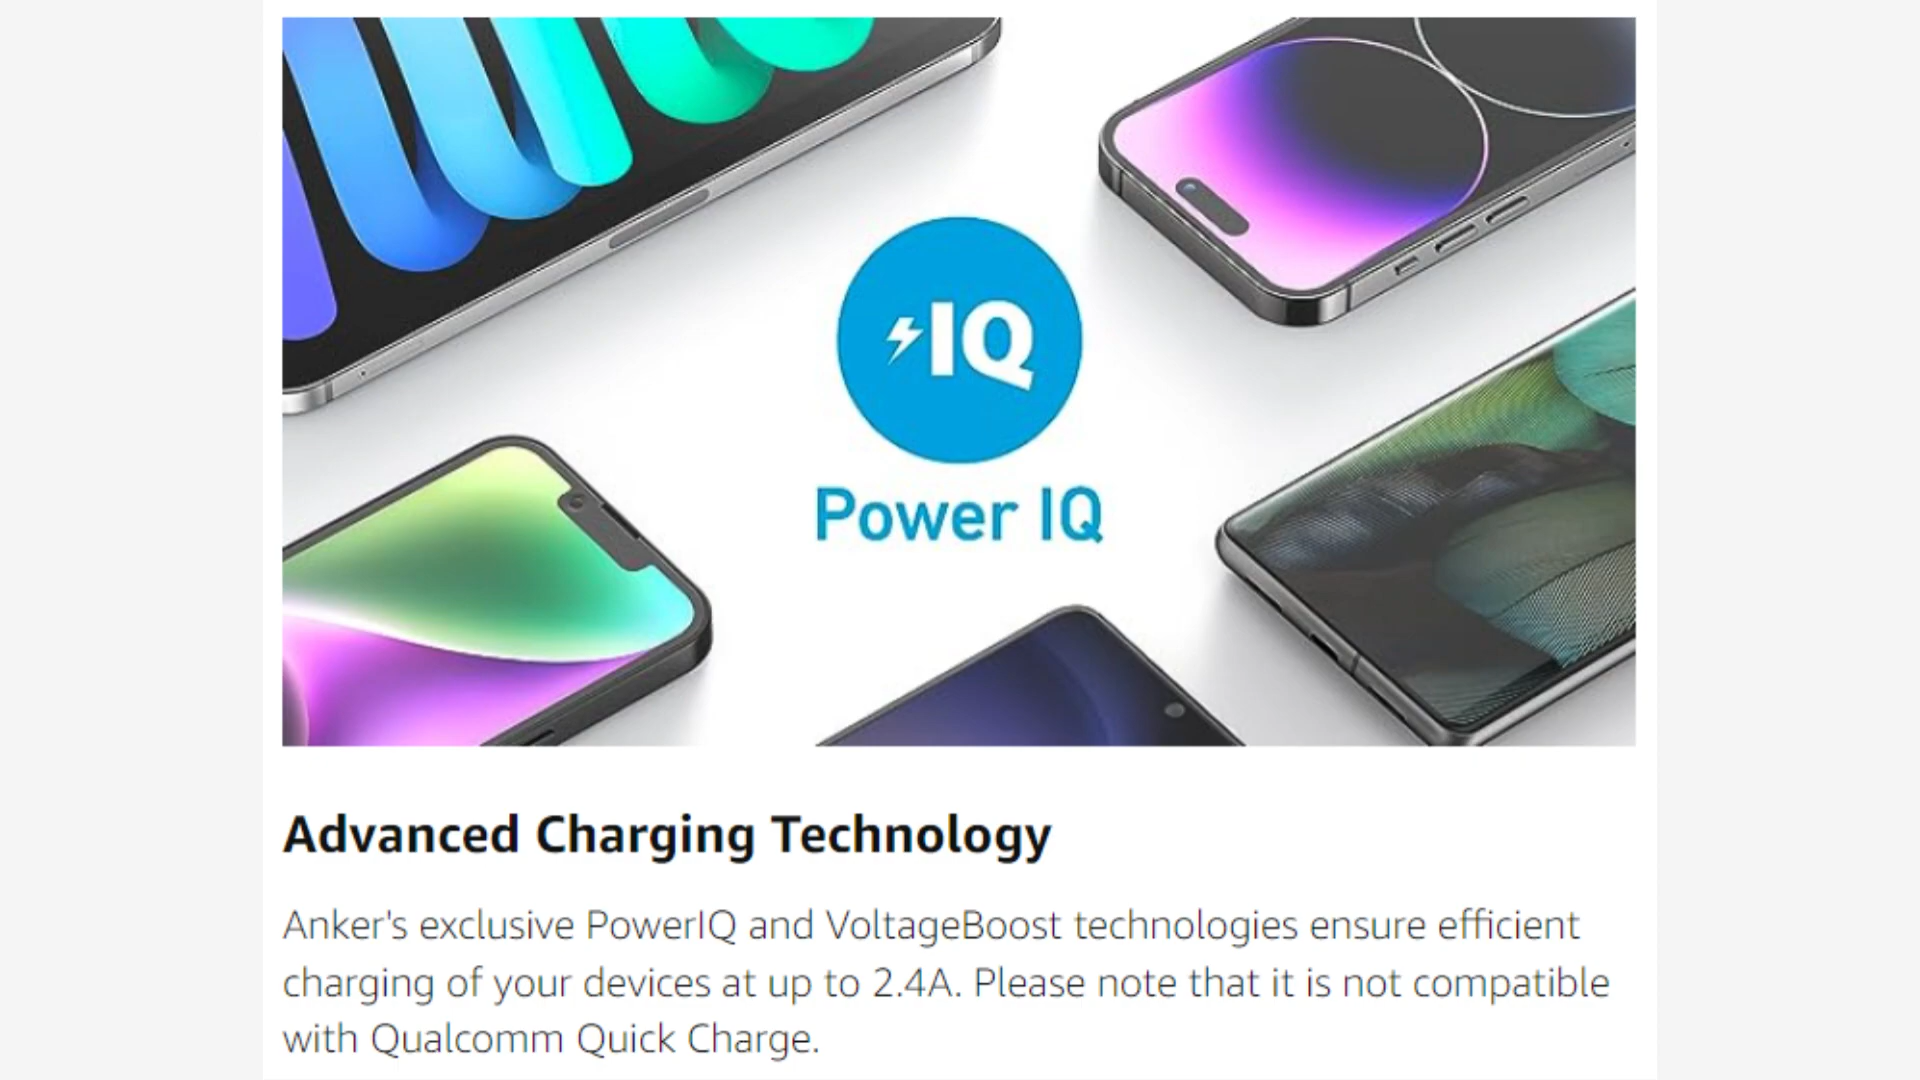 IQ
Power IQ
Advanced Charging Technology
Anker's exclusive PowerIQ and VoltageBoost technologies ensure efficient
charging of your devices at up to 2.4A. Please note that it is not compatible
with Qualcomm Quick Charge.